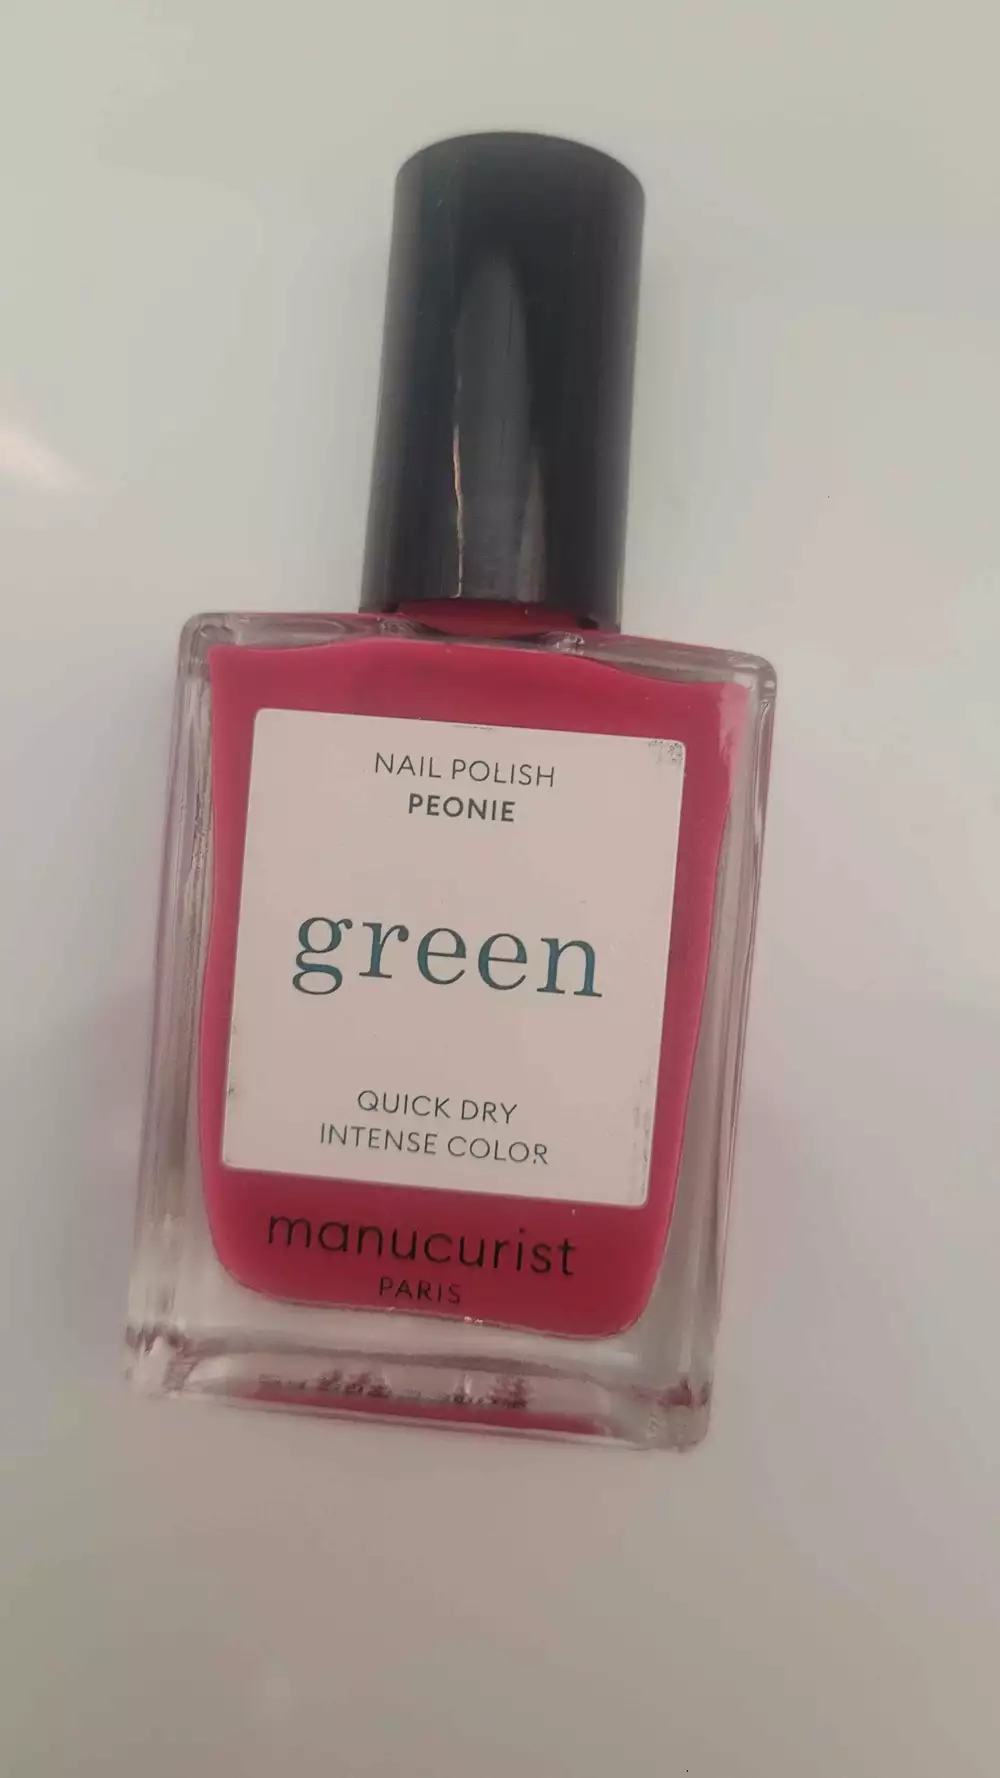 NAIL POLISH
PEONIE
green
QUICK DRY
INTENSE COLOR
manucurist
PARIS